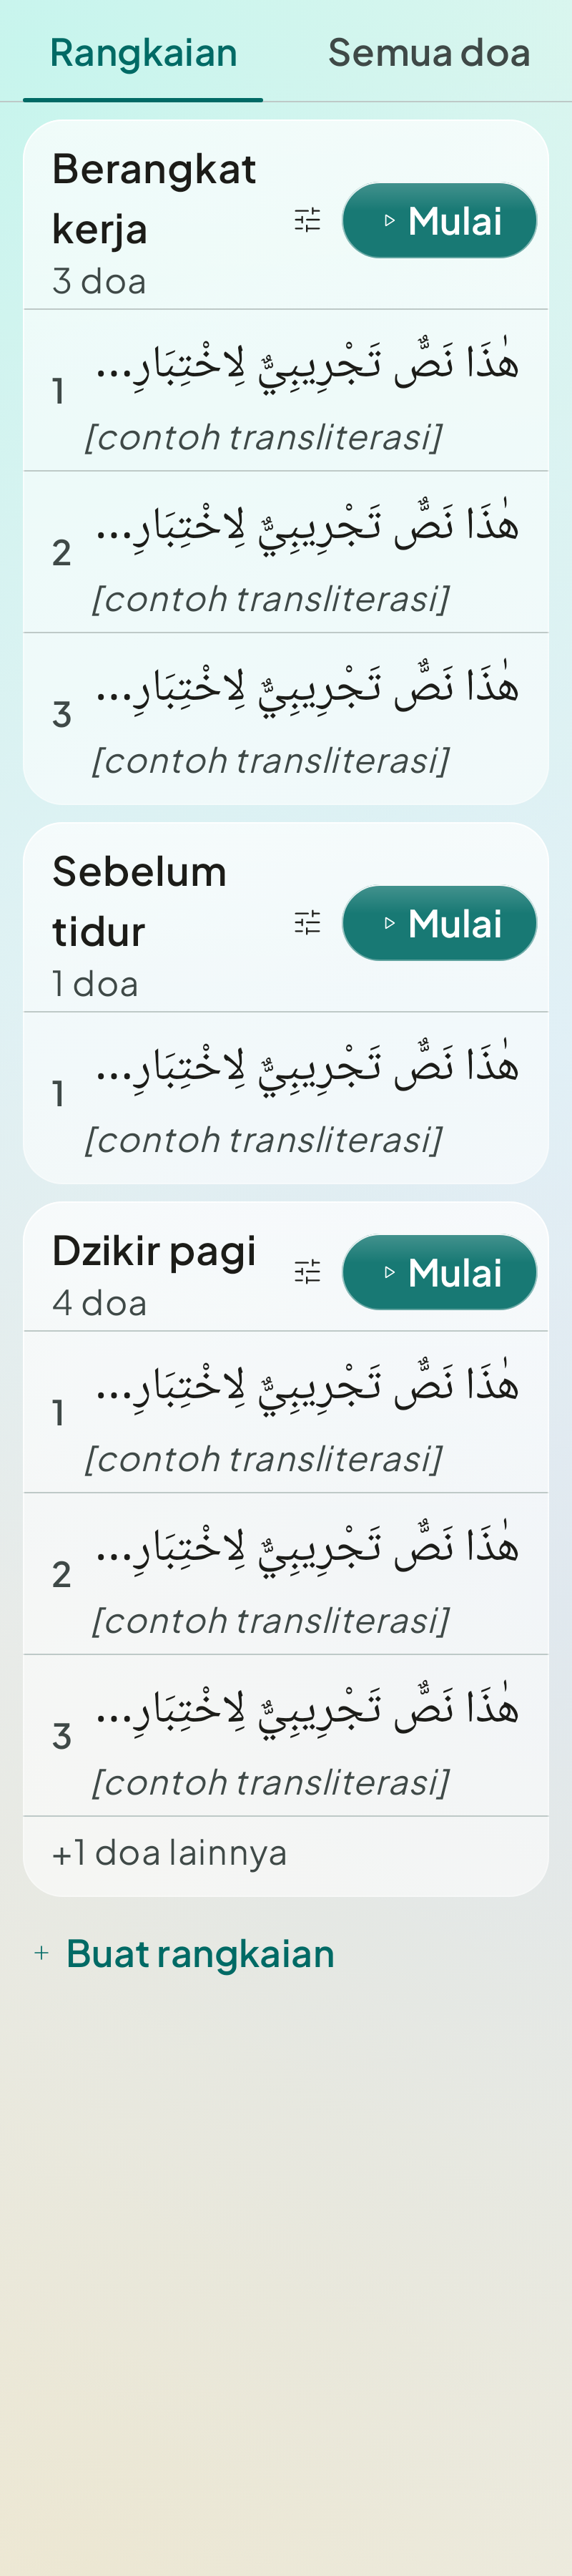 Rangkaian
Semua doa
Berangkat
kerja
3 doa
Mulai
1
هٰذَا نَصٌّ تَجْرِيبِيٌّ لِاخْتِبَارِ...
[contoh transliterasi]
2
هٰذَا نَصٌّ تَجْرِيبِيٌّ لِاخْتِبَارِ...
[contoh transliterasi]
3
هٰذَا نَصٌّ تَجْرِيبِيٌّ لِاخْتِبَارِ...
[contoh transliterasi]
Sebelum
tidur
1 doa
Mulai
1
هٰذَا نَصٌّ تَجْرِيبِيٌّ لِاخْتِبَارِ...
[contoh transliterasi]
Dzikir pagi
4 doa
Mulai
1
هٰذَا نَصٌّ تَجْرِيبِيٌّ لِاخْتِبَارِ...
[contoh transliterasi]
2
هٰذَا نَصٌّ تَجْرِيبِيٌّ لِاخْتِبَارِ...
[contoh transliterasi]
3
هٰذَا نَصٌّ تَجْرِيبِيٌّ لِاخْتِبَارِ...
[contoh transliterasi]
+1 doa lainnya
+ Buat rangkaian